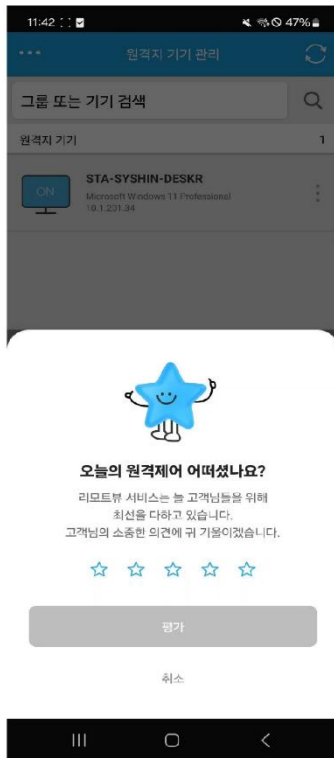 11:42
47%
원격지 기기 관리
그룹 또는 기기 검색
원격지 기기 1
ON
STA-SYSHIN-DESKR
Microsoft Windows 11 Professional
10.1.231.84
오늘의 원격제어 어떠셨나요?
리모트뷰 서비스는 늘 고객님들을 위해
최선을 다하고 있습니다.
고객님의 소중한 의견에 귀 기울이겠습니다.
평가
취소